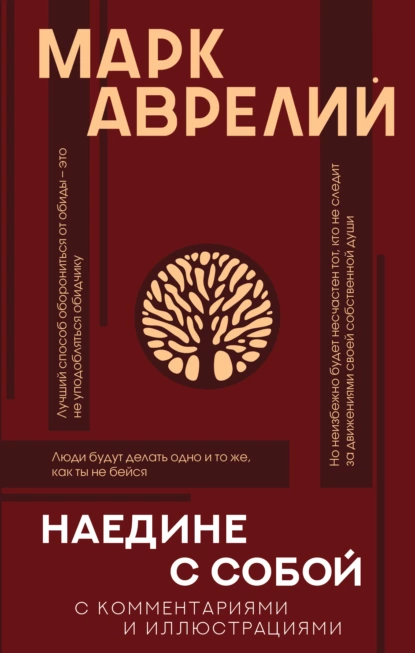 МАРК
АВРЕЛИЙ
Лучший способ оборониться от обиды – это
не уподобляться обидчику
Но неизбежно будет несчастен тот, кто не следит
за движениями своей собственной души
Люди будут делать одно и то же,
как ты не бейся
НАЕДИНЕ
С СОБОЙ
С КОММЕНТАРИЯМИ
И ИЛЛЮСТРАЦИЯМИ